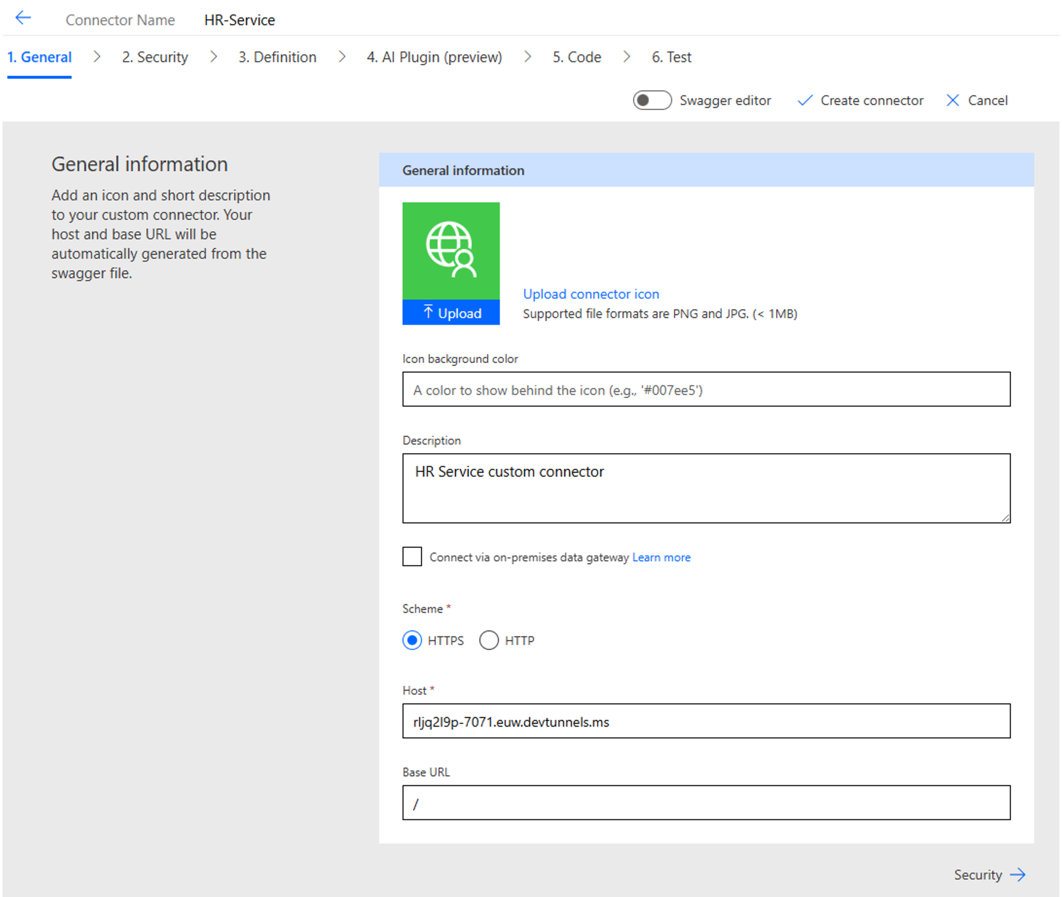 Connector Name HR-Service
1. General 2. Security 3. Definition 4. AI Plugin (preview) 5. Code 6. Test
Swagger editor Create connector Cancel
General information
Add an icon and short description
to your custom connector. Your
host and base URL will be
automatically generated from the
swagger file.
General information
Upload
Upload connector icon
Supported file formats are PNG and JPG. (< 1MB)
Icon background color
A color to show behind the icon (e.g., '#007ee5')
Description
HR Service custom connector
Connect via on-premises data gateway Learn more
Scheme *
HTTPS HTTP
Host *
rljq2l9p-7071.euw.devtunnels.ms
Base URL
/
Security